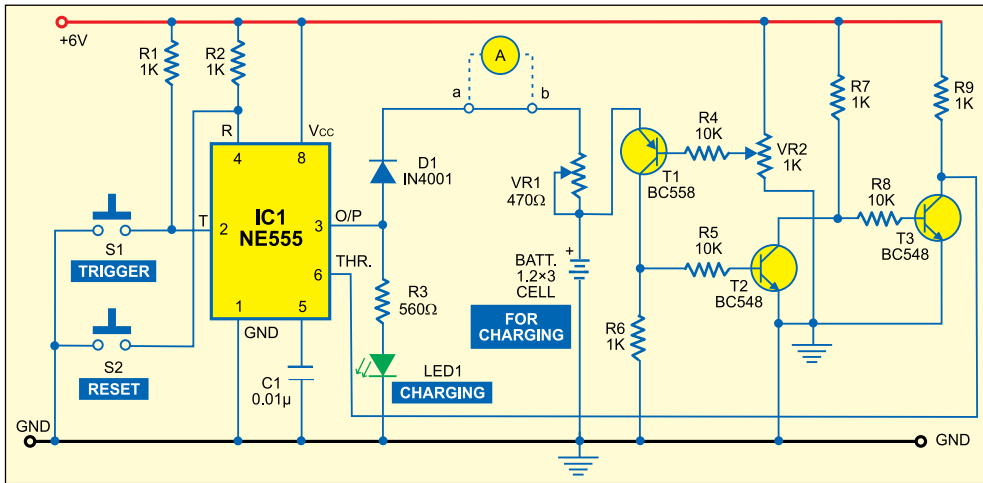 +6V
R1
1K
R2
1K
R
VCC
4
8
IC1
NE555
T
2
3
O/P
6
THR.
1
5
GND
S1
TRIGGER
S2
RESET
C1
0.01µ
D1
IN4001
R3
560Ω
LED1
CHARGING
A
a
b
VR1
470Ω
+
BATT.
1.2×3
CELL
FOR
CHARGING
T1
BC558
R4
10K
VR2
1K
R5
10K
R6
1K
T2
BC548
R7
1K
R8
10K
R9
1K
T3
BC548
GND
GND